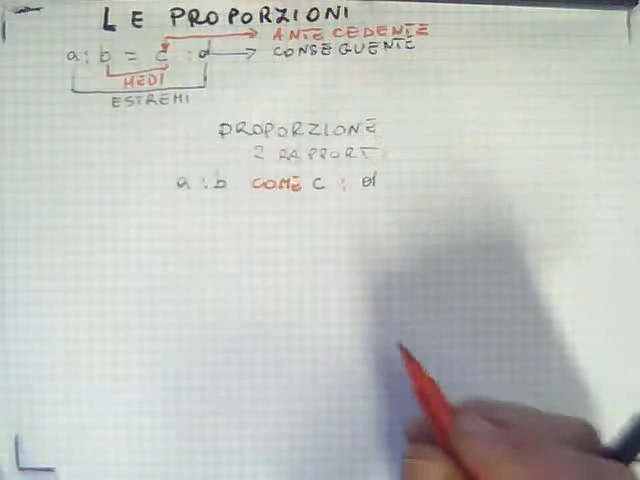 LE PROPORZIONI
ANTECEDENTE
a : b = c : d CONSEGUENTE
MEDI
ESTREMI
PROPORZIONE
2 RAPPORTI
a : b COME c : d